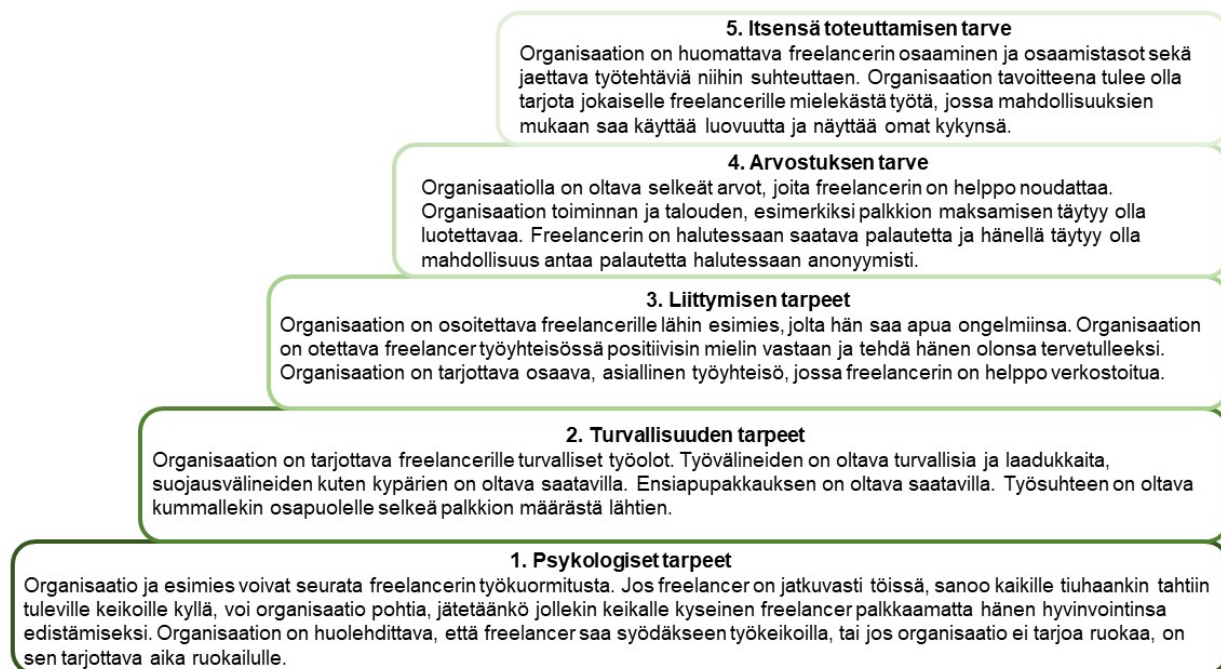 5. Itsensä toteuttamisen tarve
Organisaation on huomattava freelancerin osaaminen ja osaamistasot sekä
jaettava työtehtäviä niihin suhteuttaen. Organisaation tavoitteena tulee olla
tarjota jokaiselle freelancerille mielekästä työtä, jossa mahdollisuuksien
mukaan saa käyttää luovuutta ja näyttää omat kykynsä.
4. Arvostuksen tarve
Organisaatiolla on oltava selkeät arvot, joita freelancerin on helppo noudattaa.
Organisaation toiminnan ja talouden, esimerkiksi palkkion maksamisen täytyy olla
luotettavaa. Freelancerin on halutessaan saatava palautetta ja hänellä täytyy olla
mahdollisuus antaa palautetta halutessaan anonyymisti.
3. Liittymisen tarpeet
Organisaation on osoitettava freelancerille lähin esimies, jolta hän saa apua ongelmiinsa. Organisaation
on otettava freelancer työyhteisössä positiivisin mielin vastaan ja tehdä hänen olonsa tervetulleeksi.
Organisaation on tarjottava osaava, asiallinen työyhteisö, jossa freelancerin on helppo verkostoitua.
2. Turvallisuuden tarpeet
Organisaation on tarjottava freelancerille turvalliset työolot. Työvälineiden on oltava turvallisia ja laadukkaita,
suojausvälineiden kuten kypärien on oltava saatavilla. Ensiapupakkauksen on oltava saatavilla. Työsuhteen on oltava
kummallekin osapuolelle selkeä palkkion määrästä lähtien.
1. Psykologiset tarpeet
Organisaatio ja esimies voivat seurata freelancerin työkuormitusta. Jos freelancer on jatkuvasti töissä, sanoo kaikille tiuhaankin tahtiin
tuleville keikoille kyllä, voi organisaatio pohtia, jätetäänkö jollekin keikalle kyseinen freelancer palkkaamatta hänen hyvinvointinsa
edistämiseksi. Organisaation on huolehdittava, että freelancer saa syödäkseen työkeikoilla, tai jos organisaatio ei tarjoa ruokaa, on
sen tarjottava aika ruokailulle.